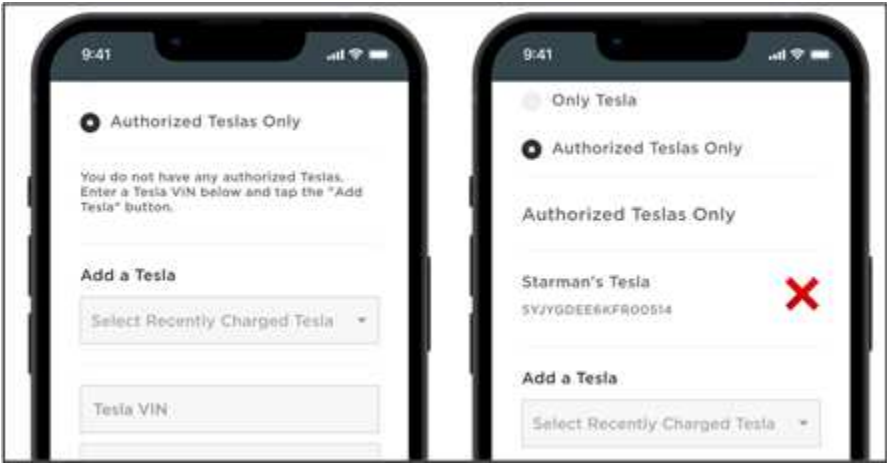 9:41
Authorized Teslas Only
You do not have any authorized Teslas.
Enter a Tesla VIN below and tap the "Add
Tesla" button.
Add a Tesla
Select Recently Charged Tesla
Tesla VIN
9:41
Only Tesla
Authorized Teslas Only
Authorized Teslas Only
Starman's Tesla
5YJYGDEE6KFR00514
Add a Tesla
Select Recently Charged Tesla